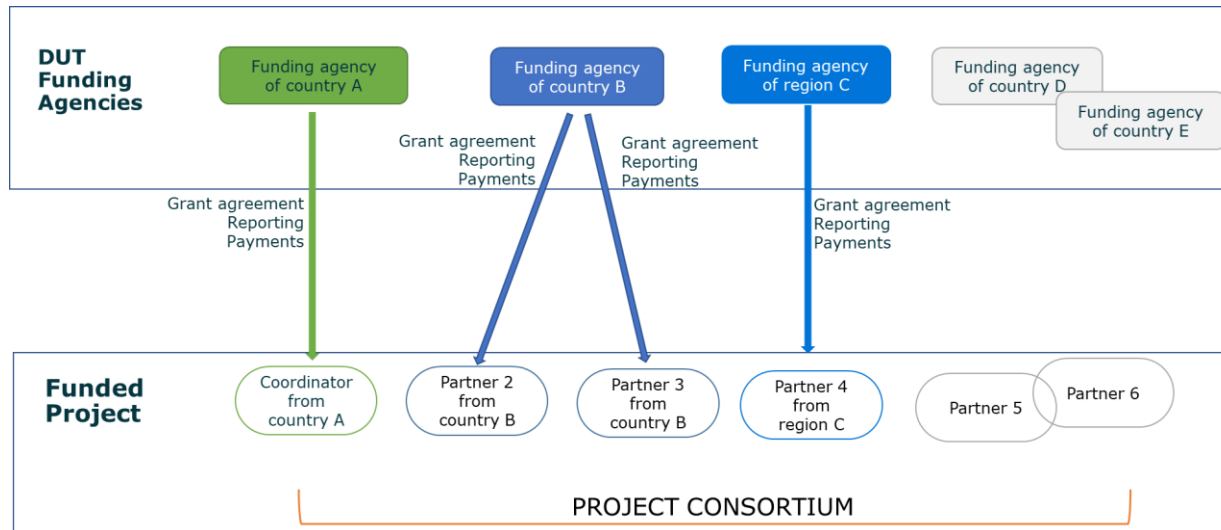 DUT
Funding
Agencies
Funding agency
of country A
Funding agency
of country B
Funding agency
of region C
Funding agency
of country D
Funding agency
of country E
Grant agreement
Reporting
Payments
Grant agreement
Reporting
Payments
Grant agreement
Reporting
Payments
Grant agreement
Reporting
Payments
Funded
Project
Coordinator
from
country A
Partner 2
from
country B
Partner 3
from
country B
Partner 4
from
region C
Partner 5
Partner 6
PROJECT CONSORTIUM